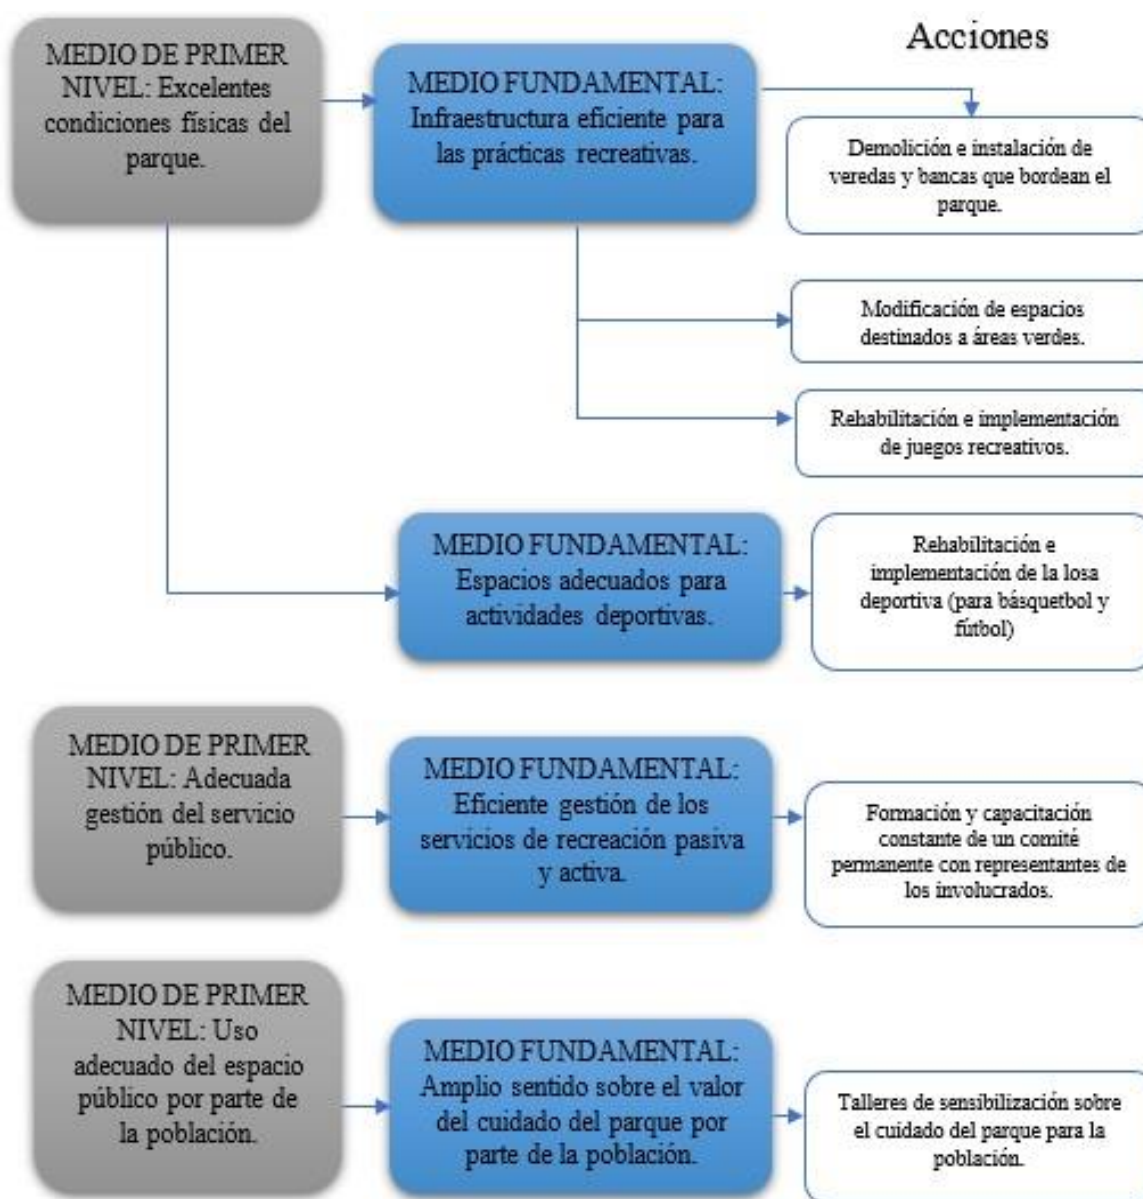 Acciones
MEDIO DE PRIMER
NIVEL: Excelentes
condiciones físicas del
parque.
MEDIO FUNDAMENTAL:
Infraestructura eficiente para
las prácticas recreativas.
Demolición e instalación de
veredas y bancas que bordean el
parque.
Modificación de espacios
destinados a áreas verdes.
Rehabilitación e implementación
de juegos recreativos.
MEDIO FUNDAMENTAL:
Espacios adecuados para
actividades deportivas.
Rehabilitación e
implementación de la losa
deportiva (para básquetbol y
fútbol)
MEDIO DE PRIMER
NIVEL: Adecuada
gestión del servicio
público.
MEDIO FUNDAMENTAL:
Eficiente gestión de los
servicios de recreación pasiva
y activa.
Formación y capacitación
constante de un comité
permanente con representantes de
los involucrados.
MEDIO DE PRIMER
NIVEL: Uso
adecuado del espacio
público por parte de
la población.
MEDIO FUNDAMENTAL:
Amplio sentido sobre el valor
del cuidado del parque por
parte de la población.
Talleres de sensibilización sobre
el cuidado del parque para la
población.